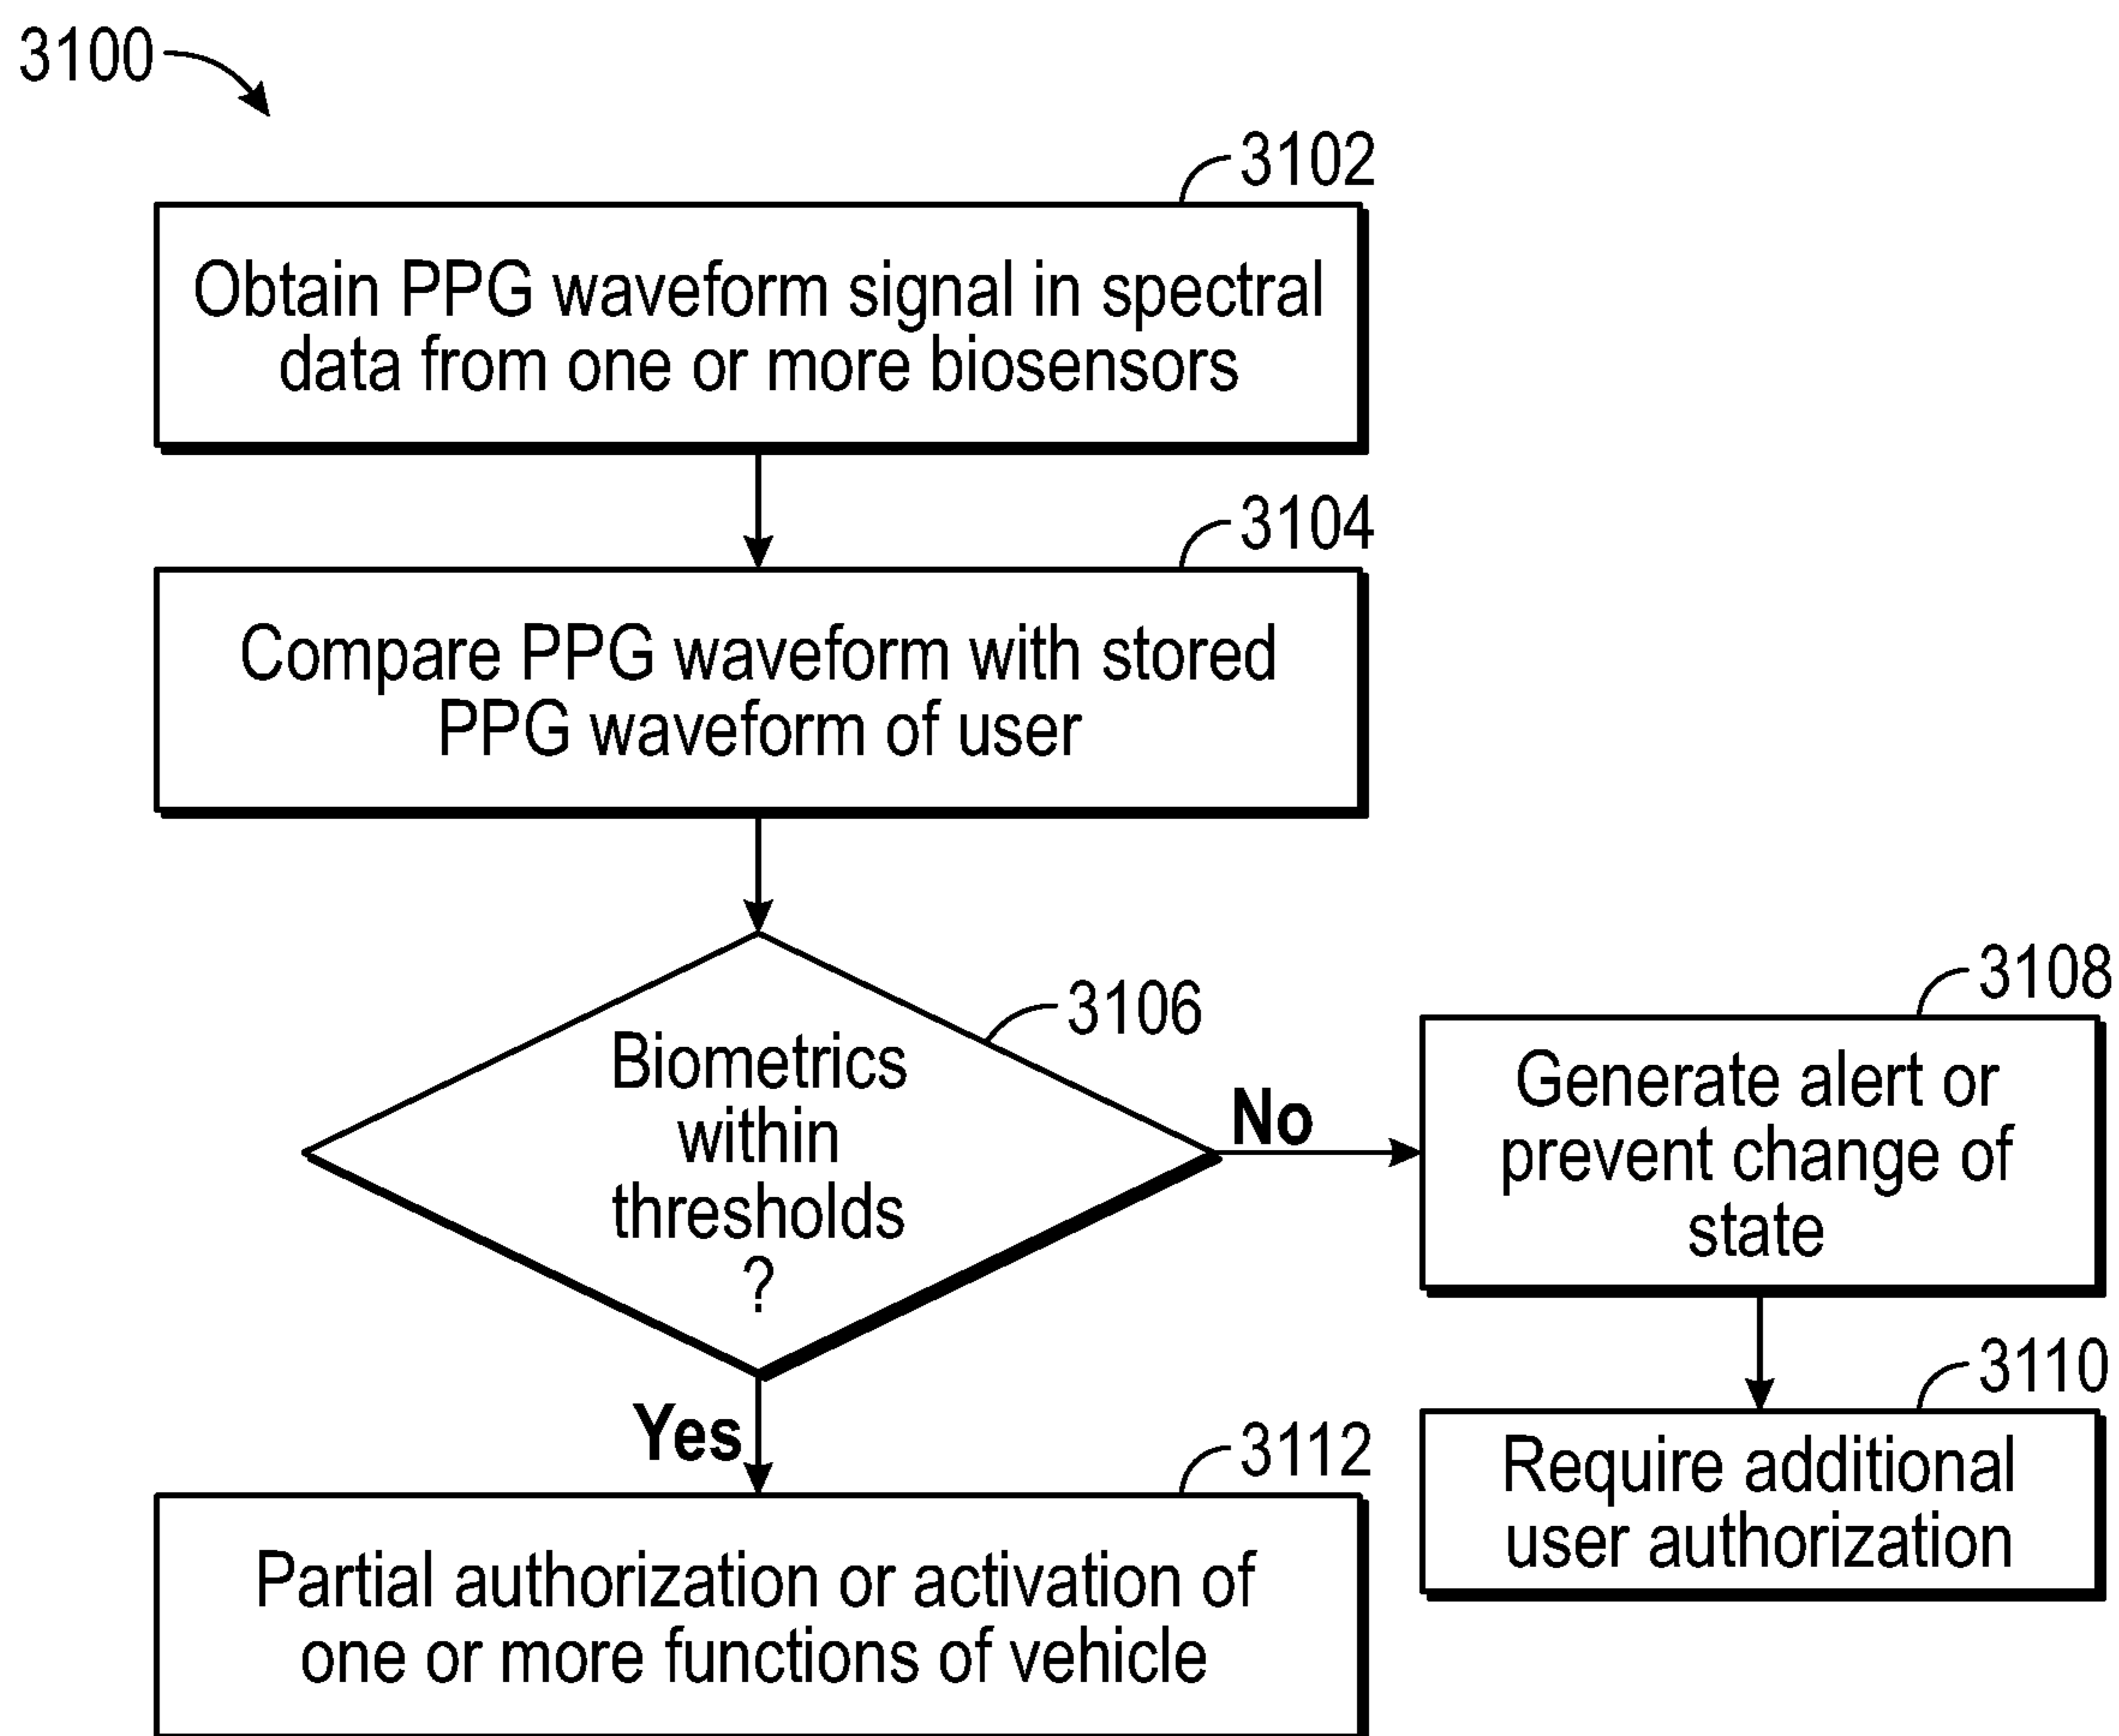 3100
3102
Obtain PPG waveform signal in spectral
data from one or more biosensors
3104
Compare PPG waveform with stored
PPG waveform of user
3106
Biometrics
within
thresholds
?
No
3108
Generate alert or
prevent change of
state
3110
Require additional
user authorization
Yes
3112
Partial authorization or activation of
one or more functions of vehicle